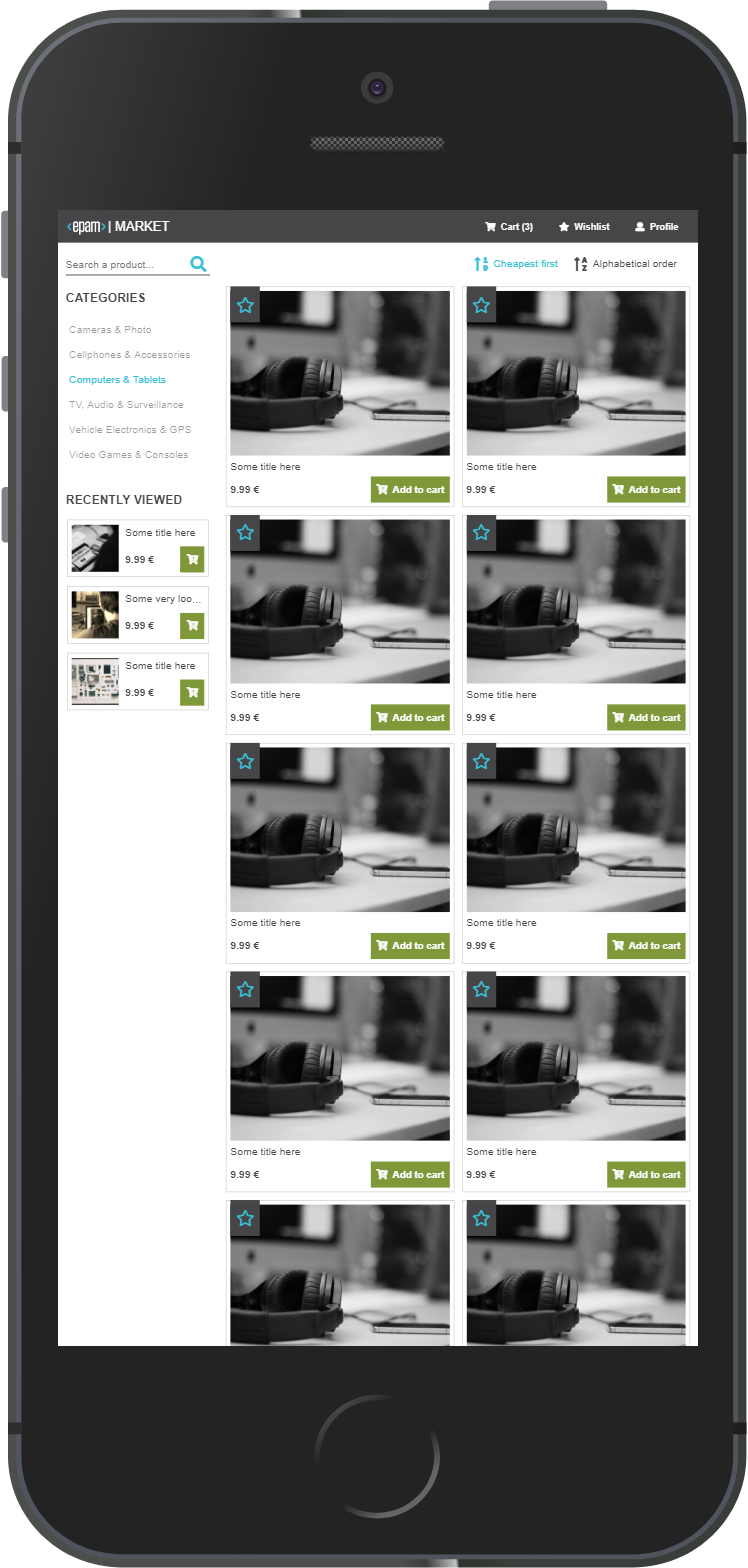 <epam> | MARKET
Cart (3) Wishlist Profile
Search a product...
Cheapest first Alphabetical order
CATEGORIES
Cameras & Photo
Cellphones & Accessories
Computers & Tablets
TV, Audio & Surveillance
Vehicle Electronics & GPS
Video Games & Consoles
RECENTLY VIEWED
Some title here
9.99 €
Some very loo...
9.99 €
Some title here
9.99 €
Some title here
9.99 € Add to cart
Some title here
9.99 € Add to cart
Some title here
9.99 € Add to cart
Some title here
9.99 € Add to cart
Some title here
9.99 € Add to cart
Some title here
9.99 € Add to cart
Some title here
9.99 € Add to cart
Some title here
9.99 € Add to cart